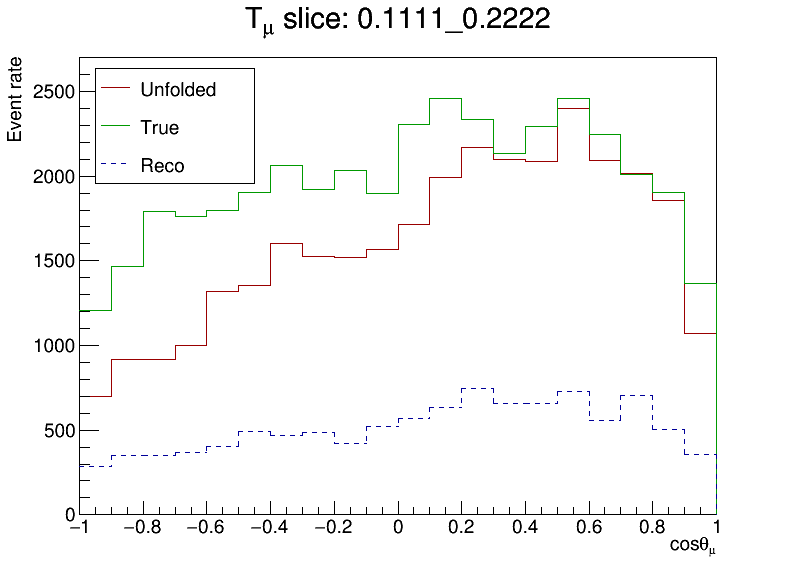 Tμ slice: 0.1111_0.2222
Event rate
Unfolded
True
Reco
2500
2000
1500
1000
500
0
−1 −0.8 −0.6 −0.4 −0.2 0 0.2 0.4 0.6 0.8 1
cosθμ